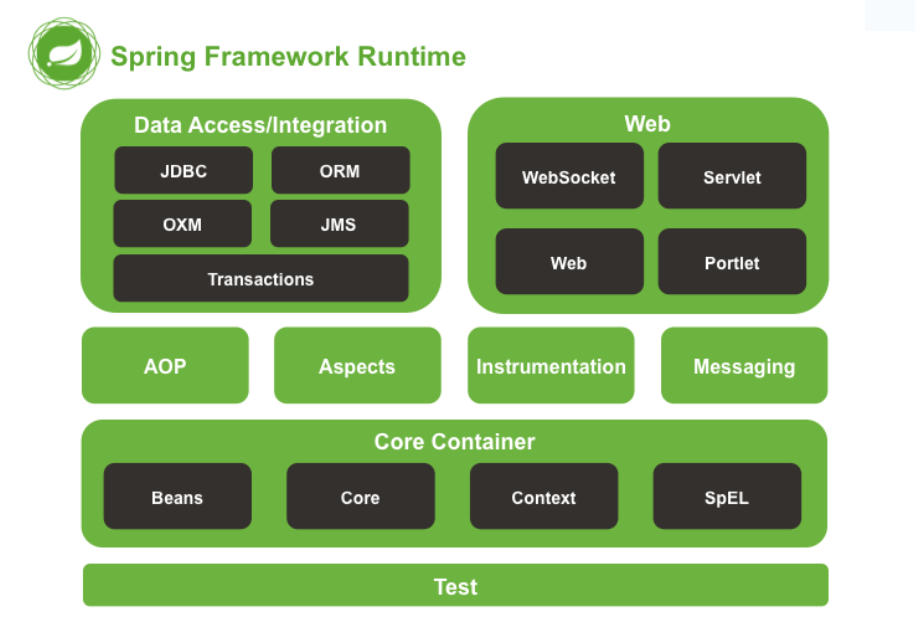 Spring Framework Runtime
Data Access/Integration
JDBC
ORM
OXM
JMS
Transactions
Web
WebSocket
Servlet
Web
Portlet
AOP
Aspects
Instrumentation
Messaging
Core Container
Beans
Core
Context
SpEL
Test